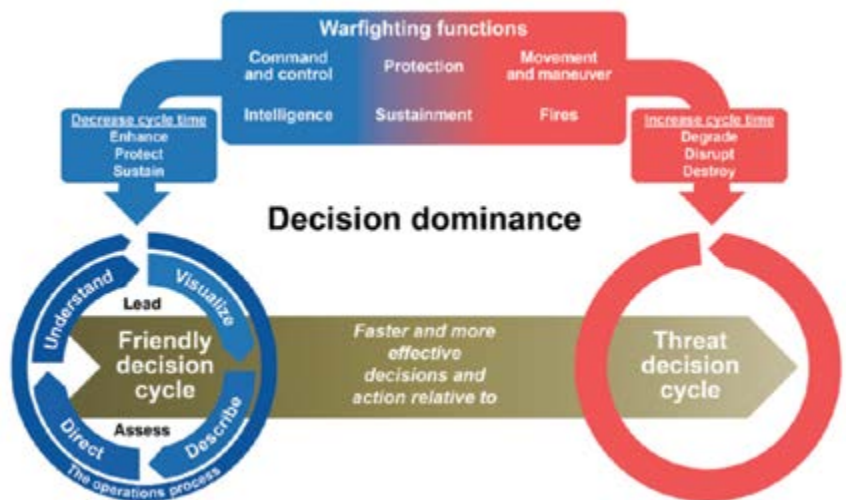 Warfighting functions
Command
and control
Protection
Movement
and maneuver
Intelligence
Sustainment
Fires
Decrease cycle time
Enhance
Protect
Sustain
Increase cycle time
Degrade
Disrupt
Destroy
Decision dominance
Understand
Visualize
Lead
Friendly
decision
cycle
Assess
Direct
Describe
The operations process
Faster and more
effective
decisions and
action relative to
Threat
decision
cycle